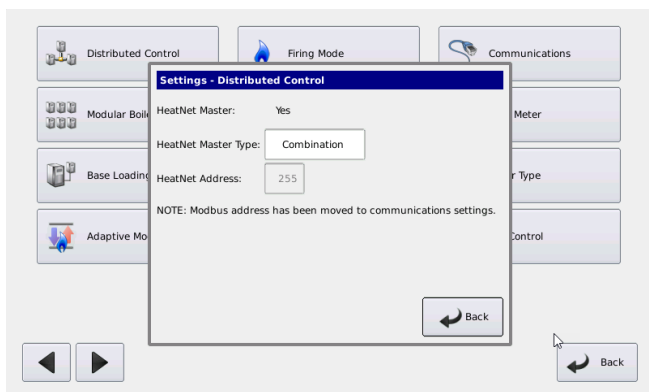 Distributed Control
Firing Mode
Communications
Settings - Distributed Control
Modular Boil
HeatNet Master: Yes
Meter
HeatNet Master Type: Combination
Base Loading
HeatNet Address: 255
r Type
NOTE: Modbus address has been moved to communications settings.
Adaptive Mo
Control
Back
Back